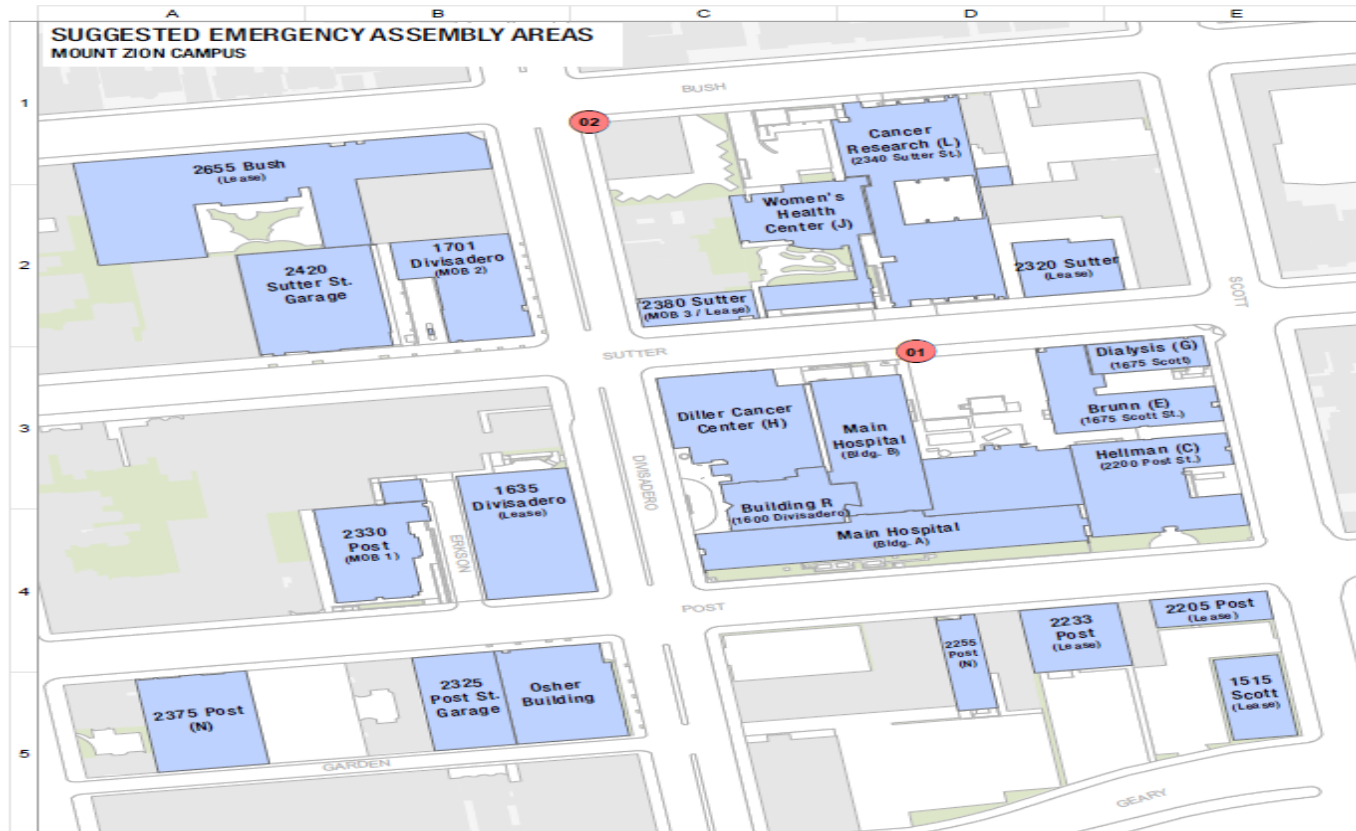 A B C D E
SUGGESTED EMERGENCY ASSEMBLY AREAS
MOUNT ZION CAMPUS
1
BUSH
02
2655 Bush
(Lease)
Cancer
Research (L)
(2340 Sutter St.)
Women's
Health
Center (J)
2
2420
Sutter St.
Garage
1701
Divisadero
(MOB 2)
2380 Sutter
(MOB 3 / Lease)
2320 Sutter
(Lease)
SCOTT
SUTTER
01
Dialysis (G)
(1675 Scott)
3
Diller Cancer
Center (H)
Main
Hospital
(Bldg. B)
Brunn (E)
(1675 Scott St.)
Hellman (C)
(2200 Post St.)
DIVISADERO
1635
Divisadero
(Lease)
Building R
(1600 Divisadero)
Main Hospital
(Bldg. A)
2330
Post
(MOB 1)
ERKSON
4
POST
2255
Post
(N)
2233
Post
(Lease)
2205 Post
(Lease)
2375 Post
(N)
2325
Post St.
Garage
Osher
Building
1515
Scott
(Lease)
5
GARDEN
GEARY